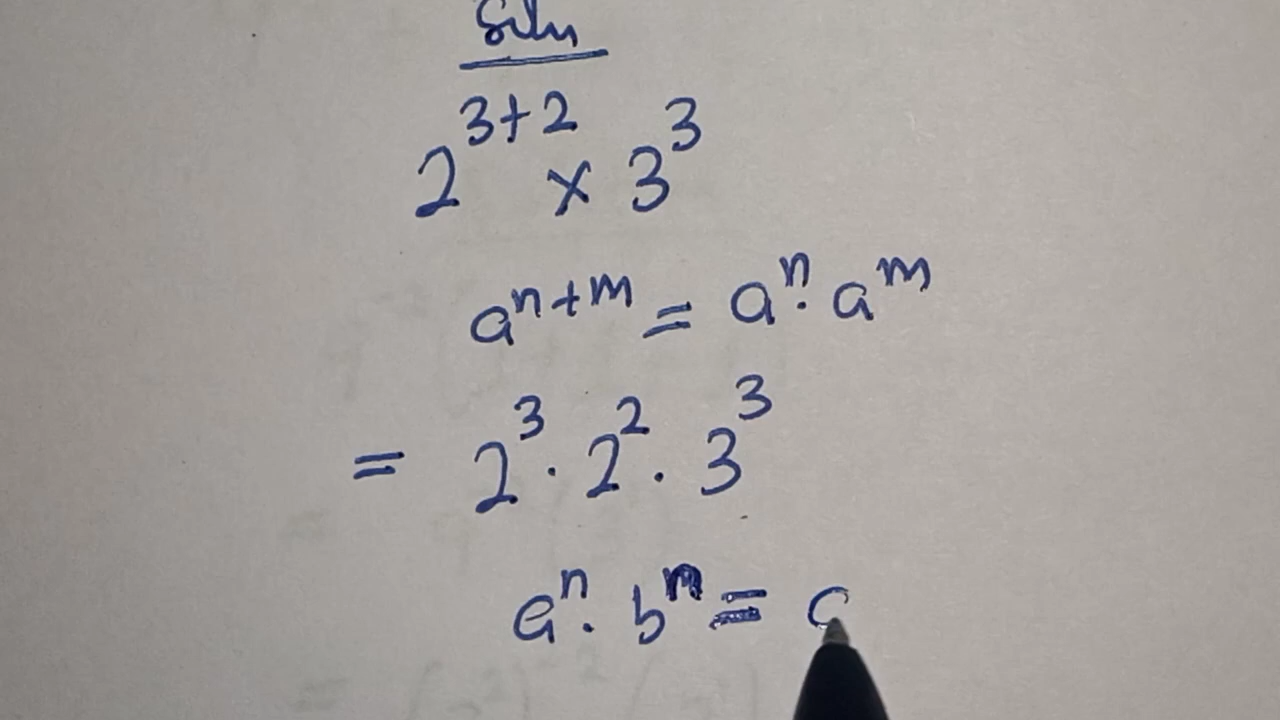 Soln
2^{3+2} × 3^3
a^{n+m} = a^n · a^m
= 2^3 · 2^2 · 3^3
a^n · b^n =